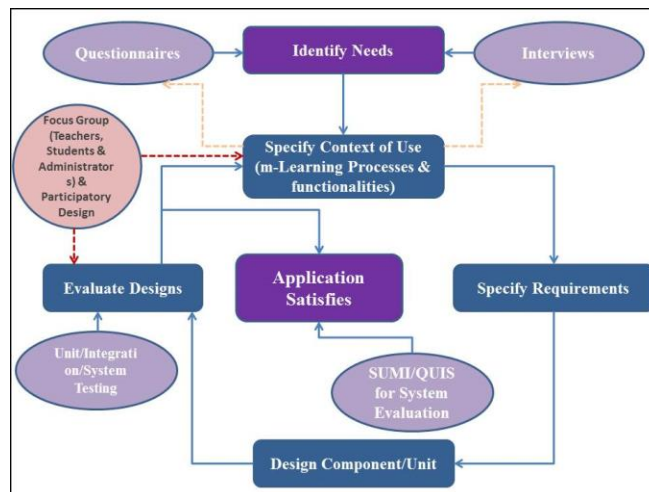 Questionnaires
Identify Needs
Interviews
Focus Group
(Teachers,
Students &
Administrator
s) &
Participatory
Design
Specify Context of Use
(m-Learning Processes &
functionalities)
Evaluate Designs
Application
Satisfies
Specify Requirements
Unit/Integrati
on/System
Testing
SUMI/QUIS
for System
Evaluation
Design Component/Unit